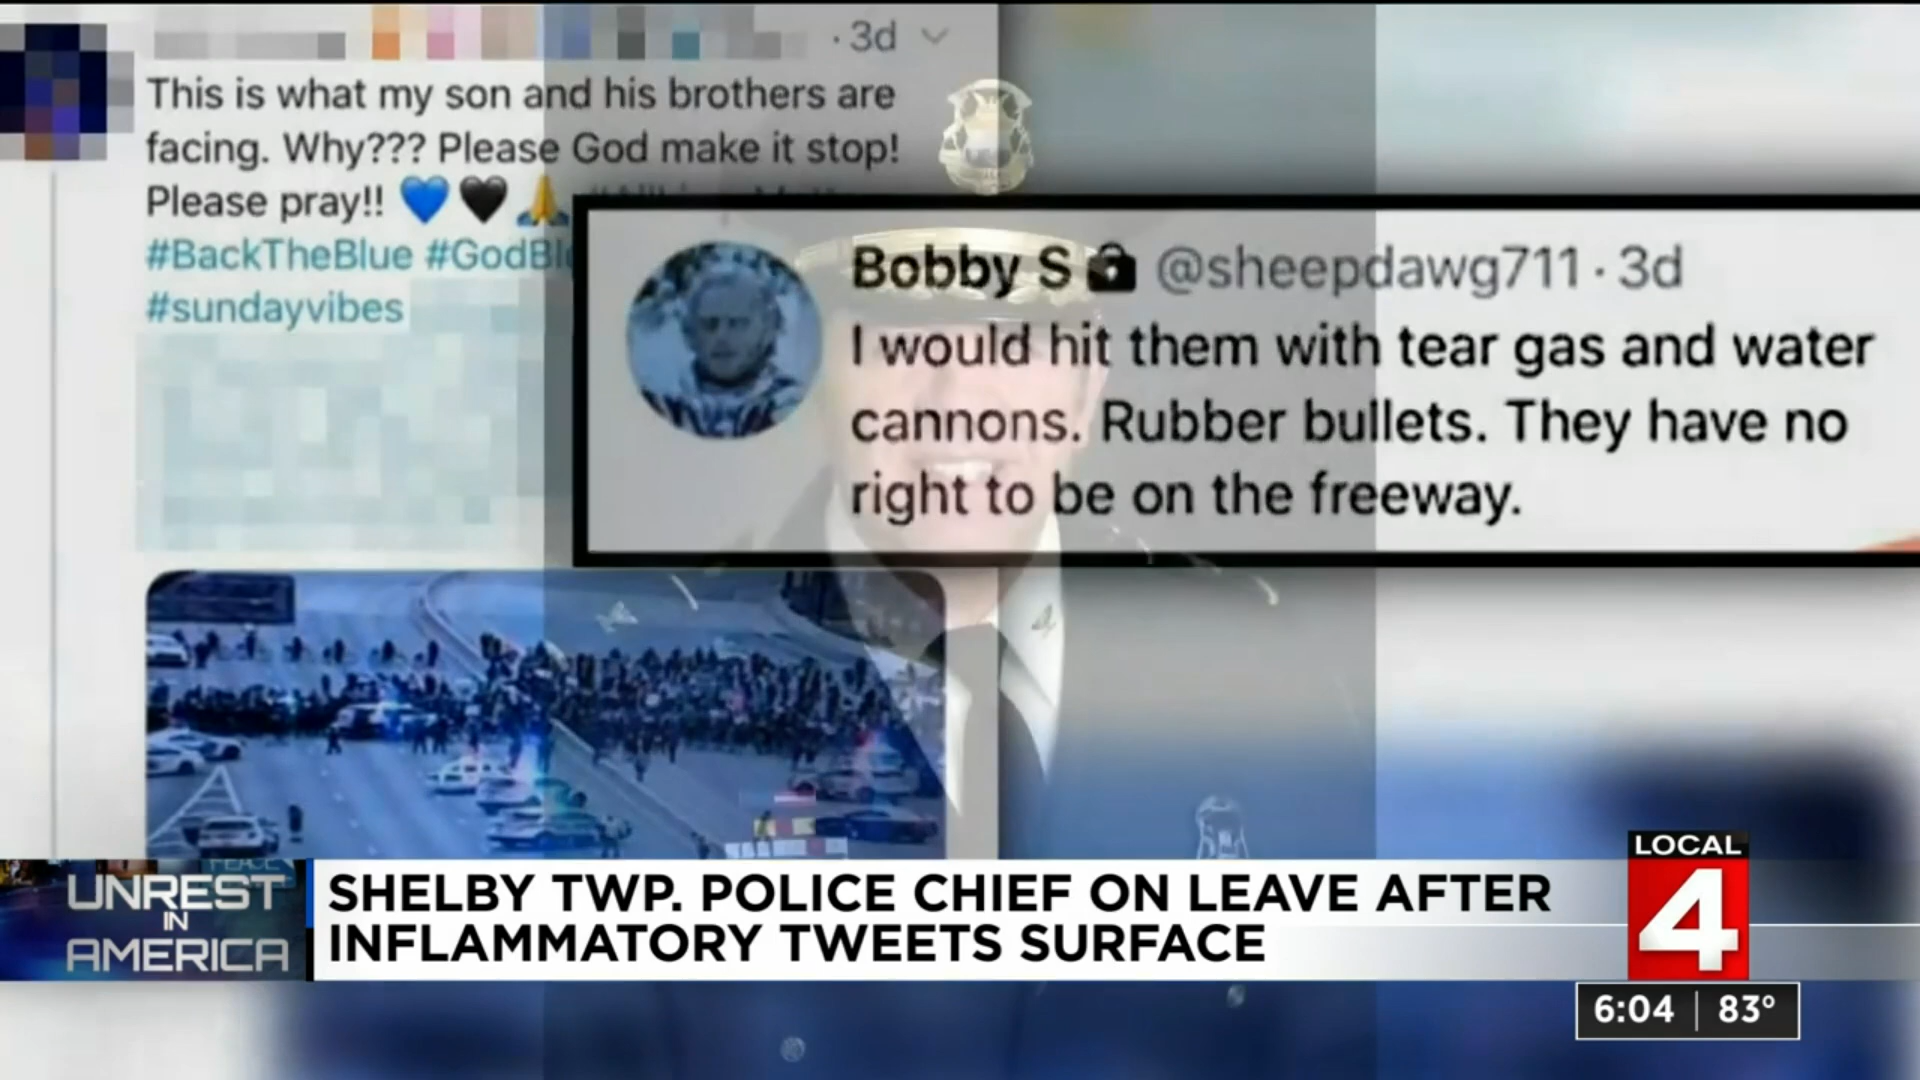 · 3d
This is what my son and his brothers are
facing. Why??? Please God make it stop!
Please pray!! 💙🖤🙏
#BackTheBlue #GodBl
#sundayvibes
Bobby S 🔒 @sheepdawg711 · 3d
I would hit them with tear gas and water
cannons. Rubber bullets. They have no
right to be on the freeway.
UNREST
IN
AMERICA
SHELBY TWP. POLICE CHIEF ON LEAVE AFTER
INFLAMMATORY TWEETS SURFACE
LOCAL
4
6:04 | 83°